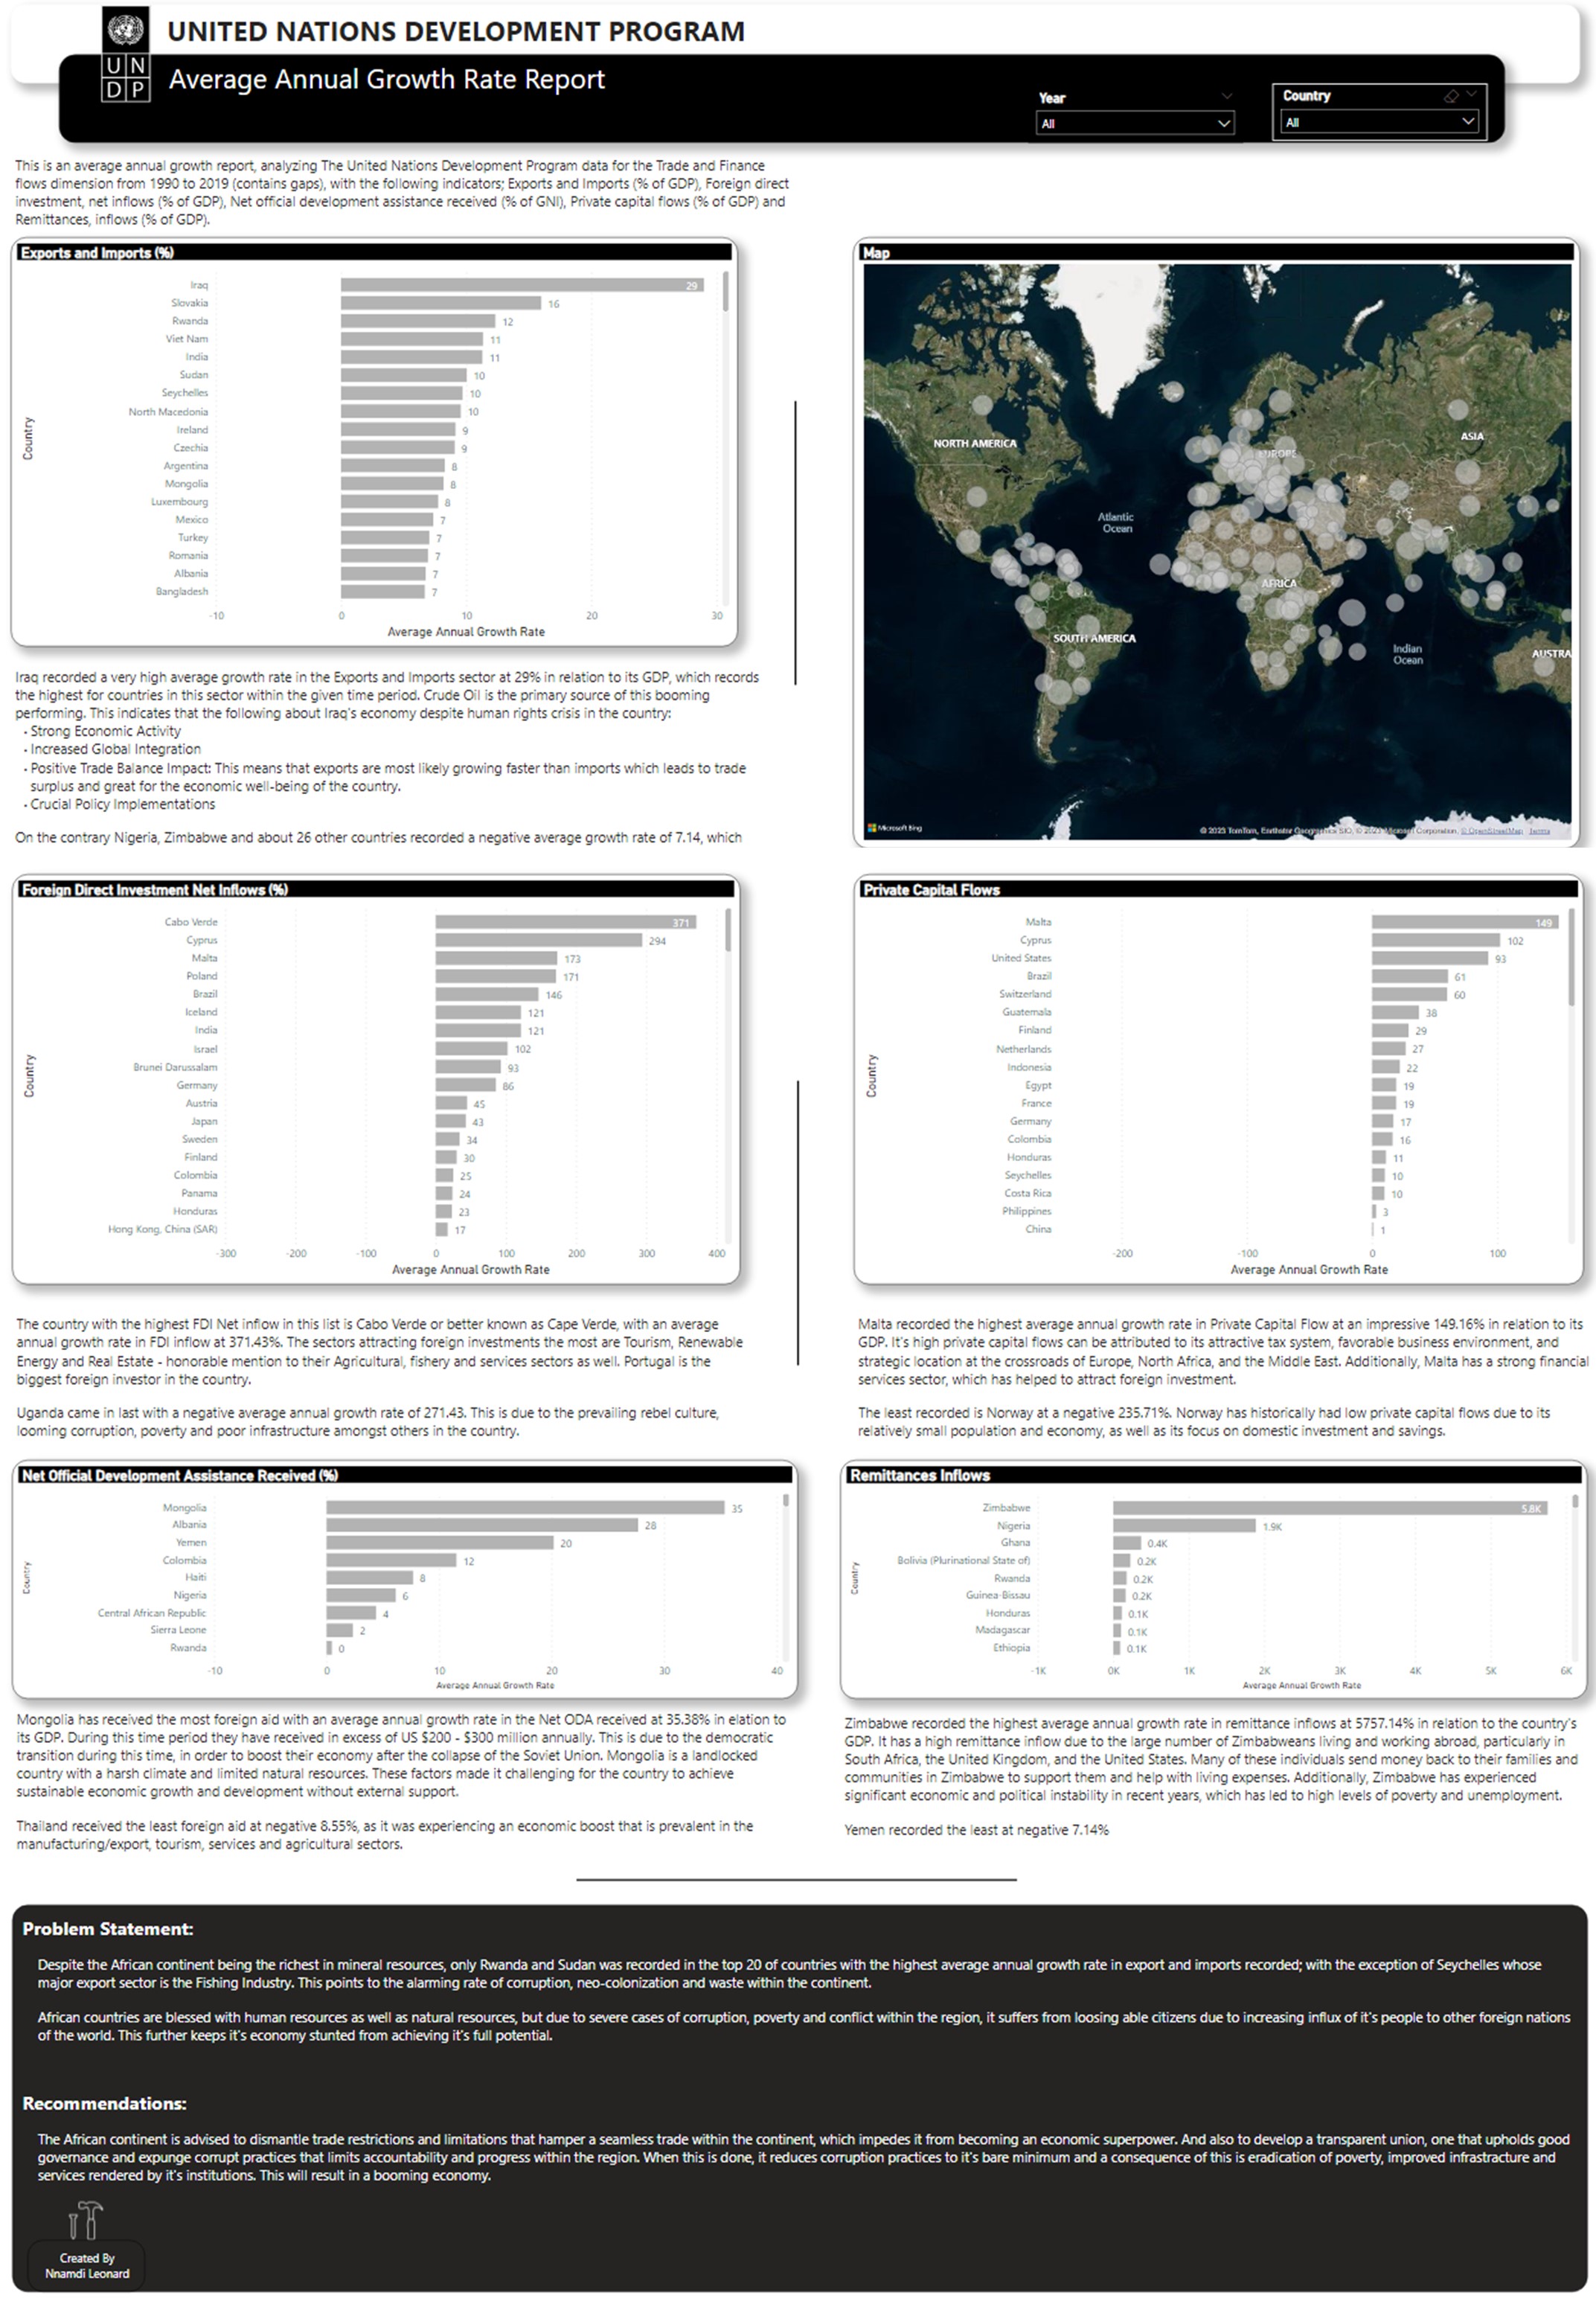 UNITED NATIONS DEVELOPMENT PROGRAM
UN
DP
Average Annual Growth Rate Report
Year
All
Country
All
This is an average annual growth report, analyzing The United Nations Development Program data for the Trade and Finance
flows dimension from 1990 to 2019 (contains gaps), with the following indicators; Exports and Imports (% of GDP), Foreign direct
investment, net inflows (% of GDP), Net official development assistance received (% of GNI), Private capital flows (% of GDP) and
Remittances, inflows (% of GDP).
Exports and Imports (%)
Country
Iraq 29
Slovakia 16
Rwanda 12
Viet Nam 11
India 11
Sudan 10
Seychelles 10
North Macedonia 10
Ireland 9
Czechia 9
Argentina 8
Mongolia 8
Luxembourg 8
Mexico 7
Turkey 7
Romania 7
Albania 7
Bangladesh 7
-10 0 10 20 30
Average Annual Growth Rate
Map
NORTH AMERICA
EUROPE
ASIA
Atlantic
Ocean
AFRICA
SOUTH AMERICA
Indian
Ocean
AUSTRA
Microsoft Bing
© 2023 TomTom, Earthstar Geographics SIO, © 2023 Microsoft Corporation, © OpenStreetMap Terms
Iraq recorded a very high average growth rate in the Exports and Imports sector at 29% in relation to its GDP, which records
the highest for countries in this sector within the given time period. Crude Oil is the primary source of this booming
performing. This indicates that the following about Iraq's economy despite human rights crisis in the country:
· Strong Economic Activity
· Increased Global Integration
· Positive Trade Balance Impact: This means that exports are most likely growing faster than imports which leads to trade
surplus and great for the economic well-being of the country.
· Crucial Policy Implementations
On the contrary Nigeria, Zimbabwe and about 26 other countries recorded a negative average growth rate of 7.14, which
Foreign Direct Investment Net Inflows (%)
Country
Cabo Verde 371
Cyprus 294
Malta 173
Poland 171
Brazil 146
Iceland 121
India 121
Israel 102
Brunei Darussalam 93
Germany 86
Austria 45
Japan 43
Sweden 34
Finland 30
Colombia 25
Panama 24
Honduras 23
Hong Kong, China (SAR) 17
-300 -200 -100 0 100 200 300 400
Average Annual Growth Rate
Private Capital Flows
Country
Malta 149
Cyprus 102
United States 93
Brazil 61
Switzerland 60
Guatemala 38
Finland 29
Netherlands 27
Indonesia 22
Egypt 19
France 19
Germany 17
Colombia 16
Honduras 11
Seychelles 10
Costa Rica 10
Philippines 3
China 1
-200 -100 0 100
Average Annual Growth Rate
The country with the highest FDI Net inflow in this list is Cabo Verde or better known as Cape Verde, with an average
annual growth rate in FDI inflow at 371.43%. The sectors attracting foreign investments the most are Tourism, Renewable
Energy and Real Estate - honorable mention to their Agricultural, fishery and services sectors as well. Portugal is the
biggest foreign investor in the country.
Uganda came in last with a negative average annual growth rate of 271.43. This is due to the prevailing rebel culture,
looming corruption, poverty and poor infrastructure amongst others in the country.
Malta recorded the highest average annual growth rate in Private Capital Flow at an impressive 149.16% in relation to its
GDP. It's high private capital flows can be attributed to its attractive tax system, favorable business environment, and
strategic location at the crossroads of Europe, North Africa, and the Middle East. Additionally, Malta has a strong financial
services sector, which has helped to attract foreign investment.
The least recorded is Norway at a negative 235.71%. Norway has historically had low private capital flows due to its
relatively small population and economy, as well as its focus on domestic investment and savings.
Net Official Development Assistance Received (%)
Country
Mongolia 35
Albania 28
Yemen 20
Colombia 12
Haiti 8
Nigeria 6
Central African Republic 4
Sierra Leone 2
Rwanda 0
-10 0 10 20 30 40
Average Annual Growth Rate
Remittances Inflows
Country
Zimbabwe 5.8K
Nigeria 1.9K
Ghana 0.4K
Bolivia (Plurinational State of) 0.2K
Rwanda 0.2K
Guinea-Bissau 0.2K
Honduras 0.1K
Madagascar 0.1K
Ethiopia 0.1K
-1K 0K 1K 2K 3K 4K 5K 6K
Average Annual Growth Rate
Mongolia has received the most foreign aid with an average annual growth rate in the Net ODA received at 35.38% in elation to
its GDP. During this time period they have received in excess of US $200 - $300 million annually. This is due to the democratic
transition during this time, in order to boost their economy after the collapse of the Soviet Union. Mongolia is a landlocked
country with a harsh climate and limited natural resources. These factors made it challenging for the country to achieve
sustainable economic growth and development without external support.
Thailand received the least foreign aid at negative 8.55%, as it was experiencing an economic boost that is prevalent in the
manufacturing/export, tourism, services and agricultural sectors.
Zimbabwe recorded the highest average annual growth rate in remittance inflows at 5757.14% in relation to the country's
GDP. It has a high remittance inflow due to the large number of Zimbabweans living and working abroad, particularly in
South Africa, the United Kingdom, and the United States. Many of these individuals send money back to their families and
communities in Zimbabwe to support them and help with living expenses. Additionally, Zimbabwe has experienced
significant economic and political instability in recent years, which has led to high levels of poverty and unemployment.
Yemen recorded the least at negative 7.14%
Problem Statement:
Despite the African continent being the richest in mineral resources, only Rwanda and Sudan was recorded in the top 20 of countries with the highest average annual growth rate in export and imports recorded; with the exception of Seychelles whose
major export sector is the Fishing Industry. This points to the alarming rate of corruption, neo-colonization and waste within the continent.
African countries are blessed with human resources as well as natural resources, but due to severe cases of corruption, poverty and conflict within the region, it suffers from loosing able citizens due to increasing influx of it's people to other foreign nations
of the world. This further keeps it's economy stunted from achieving it's full potential.
Recommendations:
The African continent is advised to dismantle trade restrictions and limitations that hamper a seamless trade within the continent, which impedes it from becoming an economic superpower. And also to develop a transparent union, one that upholds good
governance and expunge corrupt practices that limits accountability and progress within the region. When this is done, it reduces corruption practices to it's bare minimum and a consequence of this is eradication of poverty, improved infrastracture and
services rendered by it's institutions. This will result in a booming economy.
Created By
Nnamdi Leonard